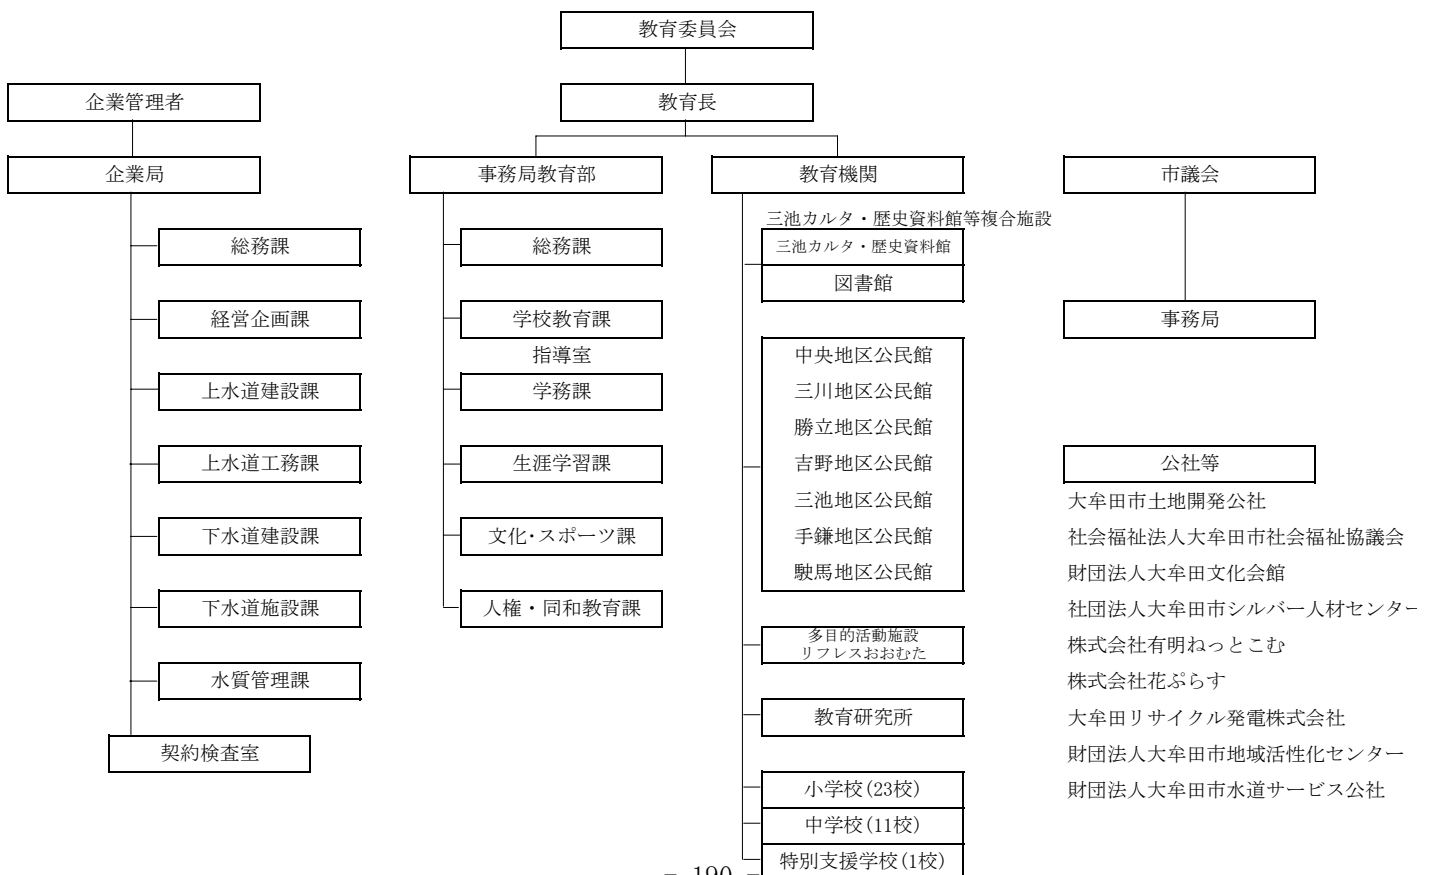 教育委員会
教育長
企業管理者
企業局
総務課
経営企画課
上水道建設課
上水道工務課
下水道建設課
下水道施設課
水質管理課
契約検査室
事務局教育部
総務課
学校教育課
指導室
学務課
生涯学習課
文化・スポーツ課
人権・同和教育課
教育機関
三池カルタ・歴史資料館等複合施設
三池カルタ・歴史資料館
図書館
中央地区公民館
三川地区公民館
勝立地区公民館
吉野地区公民館
三池地区公民館
手鎌地区公民館
駛馬地区公民館
多目的活動施設
リフレスおおむた
教育研究所
小学校(23校)
中学校(11校)
特別支援学校(1校)
市議会
事務局
公社等
大牟田市土地開発公社
社会福祉法人大牟田市社会福祉協議会
財団法人大牟田文化会館
社団法人大牟田市シルバー人材センター
株式会社有明ねっとこむ
株式会社花ぷらす
大牟田リサイクル発電株式会社
財団法人大牟田市地域活性化センター
財団法人大牟田市水道サービス公社
- 190 -